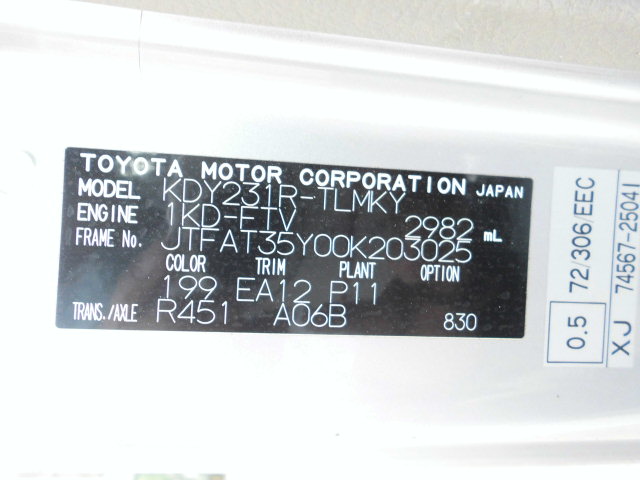 TOYOTA MOTOR CORPORATION JAPAN
MODEL KDY231R-TLMKY
ENGINE 1KD-ETV 2982 mL
FRAME No. JTFAT35Y00K203025
COLOR TRIM PLANT OPTION
199 EA12 P11
TRANS./AXLE R451 A06B 830
0.5 72/306/EEC
XJ 74567-25041